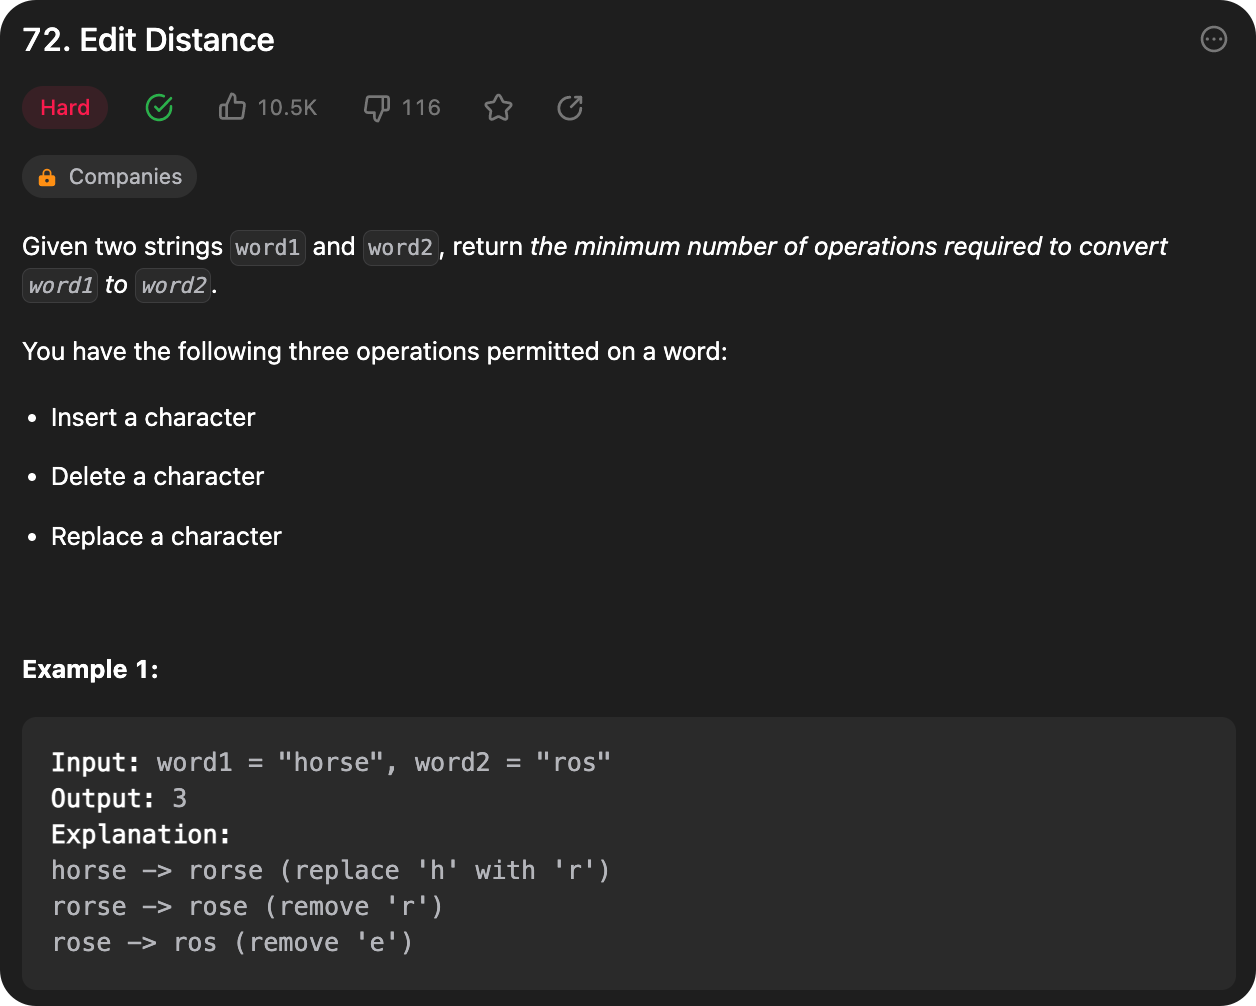 72. Edit Distance
Hard 10.5K 116
Companies
Given two strings word1 and word2, return the minimum number of operations required to convert
word1 to word2.
You have the following three operations permitted on a word:
• Insert a character
• Delete a character
• Replace a character
Example 1:
Input: word1 = "horse", word2 = "ros"
Output: 3
Explanation:
horse -> rorse (replace 'h' with 'r')
rorse -> rose (remove 'r')
rose -> ros (remove 'e')